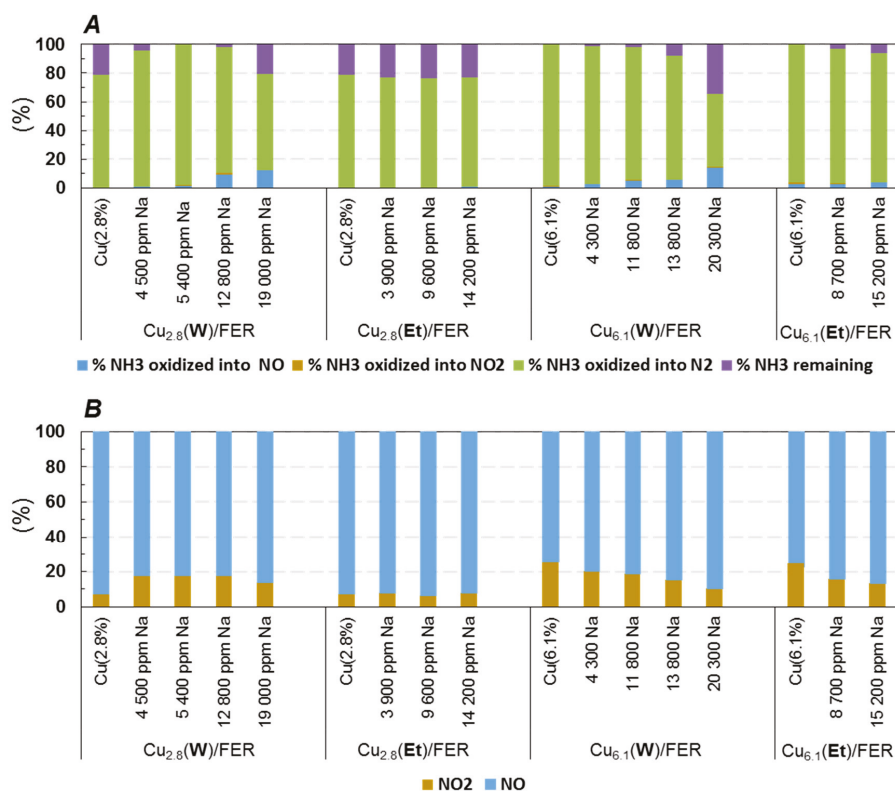 A
100
80
60
40
20
0
(%)
Cu(2.8%)
4 500 ppm Na
5 400 ppm Na
12 800 ppm Na
19 000 ppm Na
Cu(2.8%)
3 900 ppm Na
9 600 ppm Na
14 200 ppm Na
Cu(6.1%)
4 300 Na
11 800 Na
13 800 Na
20 300 Na
Cu(6.1%)
8 700 ppm Na
15 200 ppm Na
Cu2.8(W)/FER Cu2.8(Et)/FER Cu6.1(W)/FER Cu6.1(Et)/FER
% NH3 oxidized into NO % NH3 oxidized into NO2 % NH3 oxidized into N2 % NH3 remaining
B
100
80
60
40
20
0
(%)
Cu(2.8%)
4 500 ppm Na
5 400 ppm Na
12 800 ppm Na
19 000 ppm Na
Cu(2.8%)
3 900 ppm Na
9 600 ppm Na
14 200 ppm Na
Cu(6.1%)
4 300 Na
11 800 Na
13 800 Na
20 300 Na
Cu(6.1%)
8 700 ppm Na
15 200 ppm Na
Cu2.8(W)/FER Cu2.8(Et)/FER Cu6.1(W)/FER Cu6.1(Et)/FER
NO2 NO